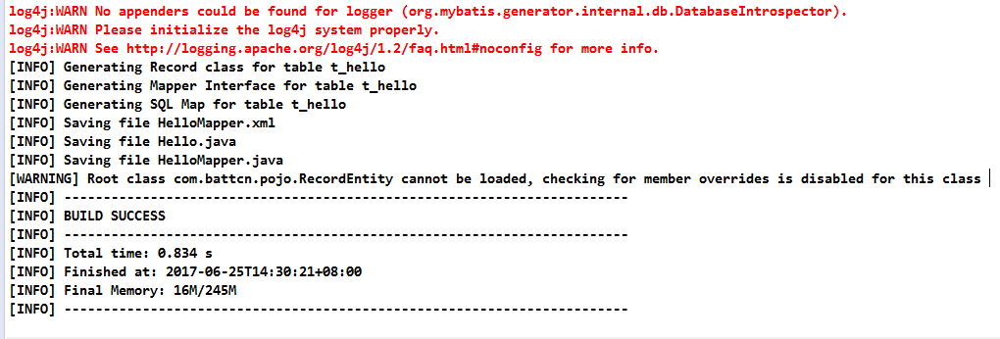 log4j:WARN No appenders could be found for logger (org.mybatis.generator.internal.db.DatabaseIntrospector).
log4j:WARN Please initialize the log4j system properly.
log4j:WARN See http://logging.apache.org/log4j/1.2/faq.html#noconfig for more info.
[INFO] Generating Record class for table t_hello
[INFO] Generating Mapper Interface for table t_hello
[INFO] Generating SQL Map for table t_hello
[INFO] Saving file HelloMapper.xml
[INFO] Saving file Hello.java
[INFO] Saving file HelloMapper.java
[WARNING] Root class com.battcn.pojo.RecordEntity cannot be loaded, checking for member overrides is disabled for this class
[INFO] ------------------------------------------------------------------------
[INFO] BUILD SUCCESS
[INFO] ------------------------------------------------------------------------
[INFO] Total time: 0.834 s
[INFO] Finished at: 2017-06-25T14:30:21+08:00
[INFO] Final Memory: 16M/245M
[INFO] ------------------------------------------------------------------------